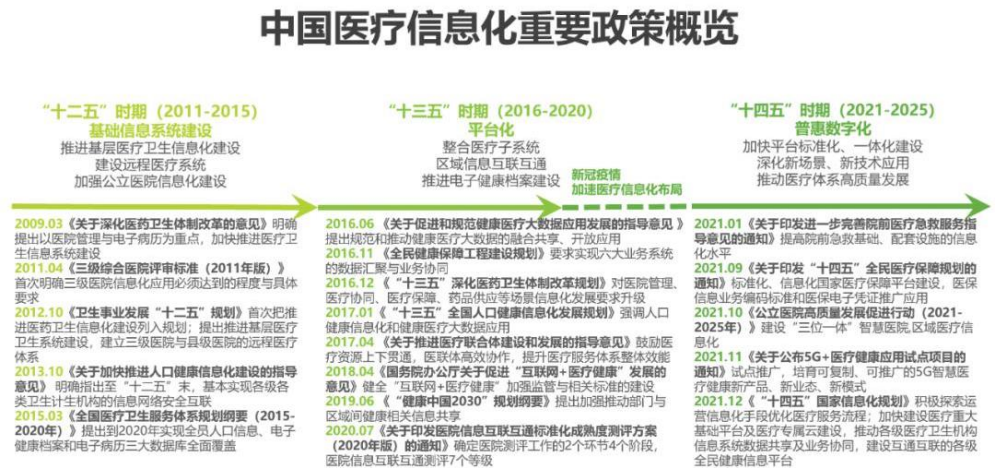 中国医疗信息化重要政策概览
“十二五”时期（2011-2015）
基础信息系统建设
推进基层医疗卫生信息化建设
建设远程医疗系统
加强公立医院信息化建设
2009.03《关于深化医药卫生体制改革的意见》明确
提出以医院管理与电子病历为重点，加快推进医疗卫
生信息系统建设
2011.04《三级综合医院评审标准（2011年版）》
首次明确三级医院信息化应用必须达到的程度与具体
要求
2012.10《卫生事业发展“十二五”规划》首次把推
进医药卫生信息化建设列入规划；提出推进基层医疗
卫生系统建设，建立三级医院与县级医院的远程医疗
体系
2013.10《关于加快推进人口健康信息化建设的指导
意见》 明确指出至“十二五”末，基本实现各级各
类卫生计生机构的信息网络安全互联
2015.03《全国医疗卫生服务体系规划纲要（2015-
2020年）》提出到2020年实现全员人口信息、电子
健康档案和电子病历三大数据库全面覆盖
“十三五”时期（2016-2020）
平台化
整合医疗子系统
区域信息互联互通
推进电子健康档案建设
新冠疫情
加速医疗信息化布局
2016.06 《关于促进和规范健康医疗大数据应用发展的指导意见 》
提出规范和推动健康医疗大数据的融合共享、开放应用
2016.11 《全民健康保障工程建设规划》要求实现六大业务系统
的数据汇聚与业务协同
2016.12 《“十三五”深化医药卫生体制改革规划》对医院管理、
医疗协同、医疗保障、药品供应等场景信息化发展要求升级
2017.01 《“十三五”全国人口健康信息化发展规划》强调人口
健康信息化和健康医疗大数据应用
2017.04 《关于推进医疗联合体建设和发展的指导意见》鼓励医
疗资源上下贯通，医联体高效协作，提升医疗服务体系整体效能
2018.04《国务院办公厅关于促进“互联网+医疗健康”发展的
意见》健全“互联网+医疗健康”加强监管与相关标准的建设
2019.06 《“健康中国2030”规划纲要》提出加强推动部门与
区域间健康相关信息共享
2020.07 《关于印发医院信息互联互通标准化成熟度测评方案
（2020年版）的通知》确定医院测评工作的2个环节4个阶段，
医院信息互联互通测评7个等级
“十四五”时期（2021-2025）
普惠数字化
加快平台标准化、一体化建设
深化新场景、新技术应用
推动医疗体系高质量发展
2021.01《关于印发进一步完善院前医疗急救服务指
导意见的通知》提高院前急救基础、配套设施的信息
化水平
2021.09《关于印发“十四五”全民医疗保障规划的
通知》标准化、信息化国家医疗保障平台建设，医保
信息业务编码标准和医保电子凭证推广应用
2021.10《公立医院高质量发展促进行动（2021-
2025年）》建设“三位一体”智慧医院,区域医疗信
息化
2021.11《关于公布5G+医疗健康应用试点项目的
通知》试点推广，培育可复制、可推广的5G智慧医
疗健康新产品、新业态、新模式
2021.12《“十四五”国家信息化规划》积极探索运
营信息化手段优化医疗服务流程；加快建设医疗重大
基础平台及医疗专属云建设，推动各级医疗卫生机构
信息系统数据共享及业务协同，建设互通互联的各级
全民健康信息平台